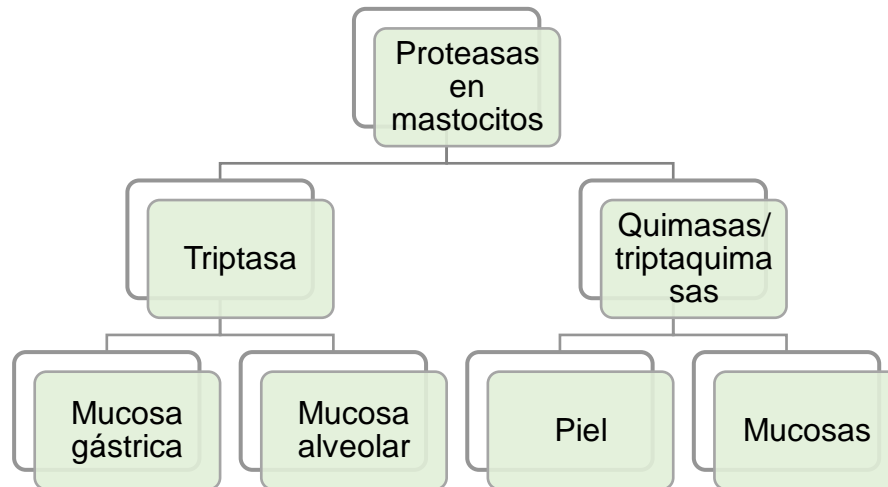 Proteasas
en
mastocitos
Triptasa
Quimasas/
triptaquima
sas
Mucosa
gástrica
Mucosa
alveolar
Piel
Mucosas